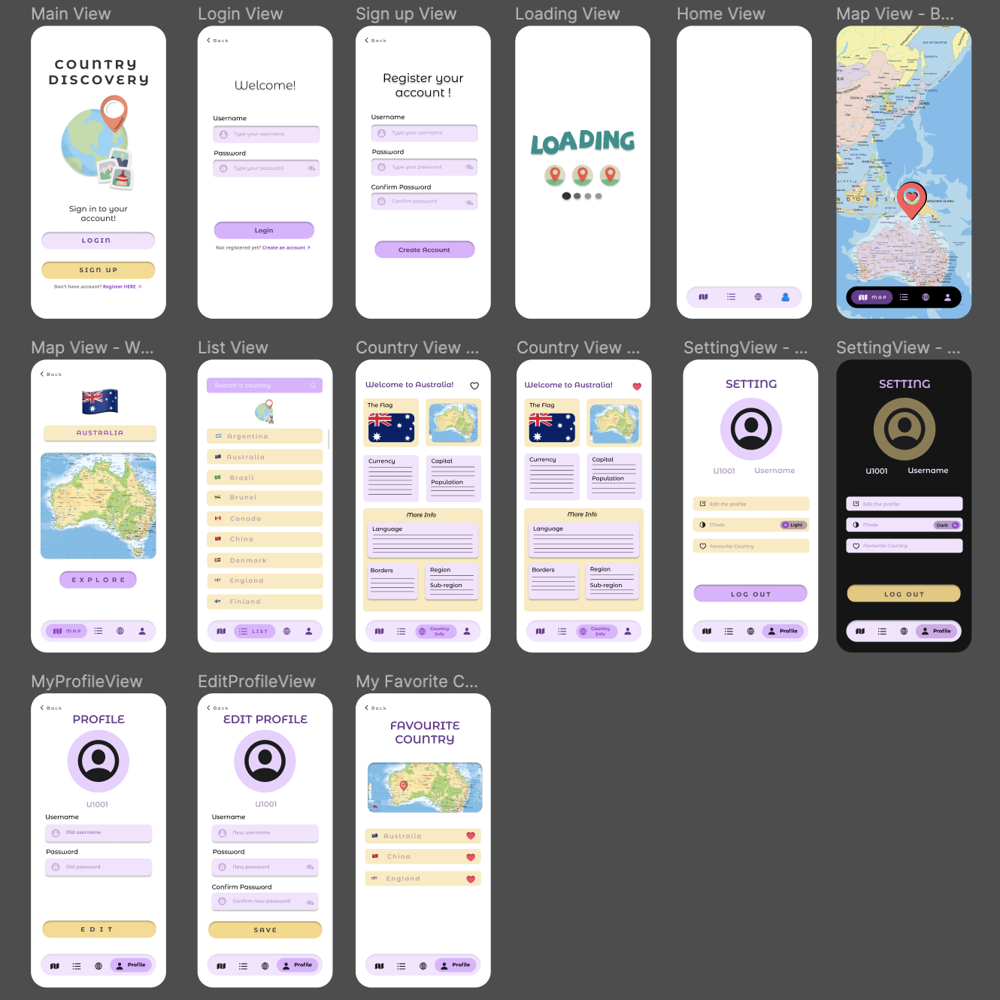 Main View
Login View
Sign up View
Loading View
Home View
Map View - B...
COUNTRY
DISCOVERY
Sign in to your
account!
LOGIN
SIGN UP
Don't have account? Register HERE
Back
Welcome!
Username
Type your username
Password
Type your password
Login
Not registered yet? Create an account
Back
Register your
account !
Username
Type your username
Password
Type your password
Confirm Password
Confirm password
Create Account
LOADING
SEA OF OKHOTSK
JAPAN
MANILA
PAPUA NEW GUINEA
MAP
Map View - W...
List View
Country View ...
Country View ...
SettingView - ...
SettingView - ...
Back
AUSTRALIA
EXPLORE
MAP
Search a country
Argentina
Australia
Brazil
Brunei
Canada
China
Denmark
England
Finland
LIST
Welcome to Australia!
The Flag
Currency
Capital
Population
More Info
Language
Borders
Region
Sub-region
Country
Info
Welcome to Australia!
The Flag
Currency
Capital
Population
More Info
Language
Borders
Region
Sub-region
Country
Info
SETTING
U1001
Username
Edit the profile
Mode
Light
Favourite Country
LOG OUT
Profile
SETTING
U1001
Username
Edit the profile
Mode
Dark
Favourite Country
LOG OUT
Profile
MyProfileView
EditProfileView
My Favorite C...
Back
PROFILE
U1001
Username
Old username
Password
Old password
EDIT
Profile
Back
EDIT PROFILE
U1001
Username
New username
Password
New password
Confirm Password
Confirm new password
SAVE
Profile
Back
FAVOURITE
COUNTRY
Australia
China
England
Profile